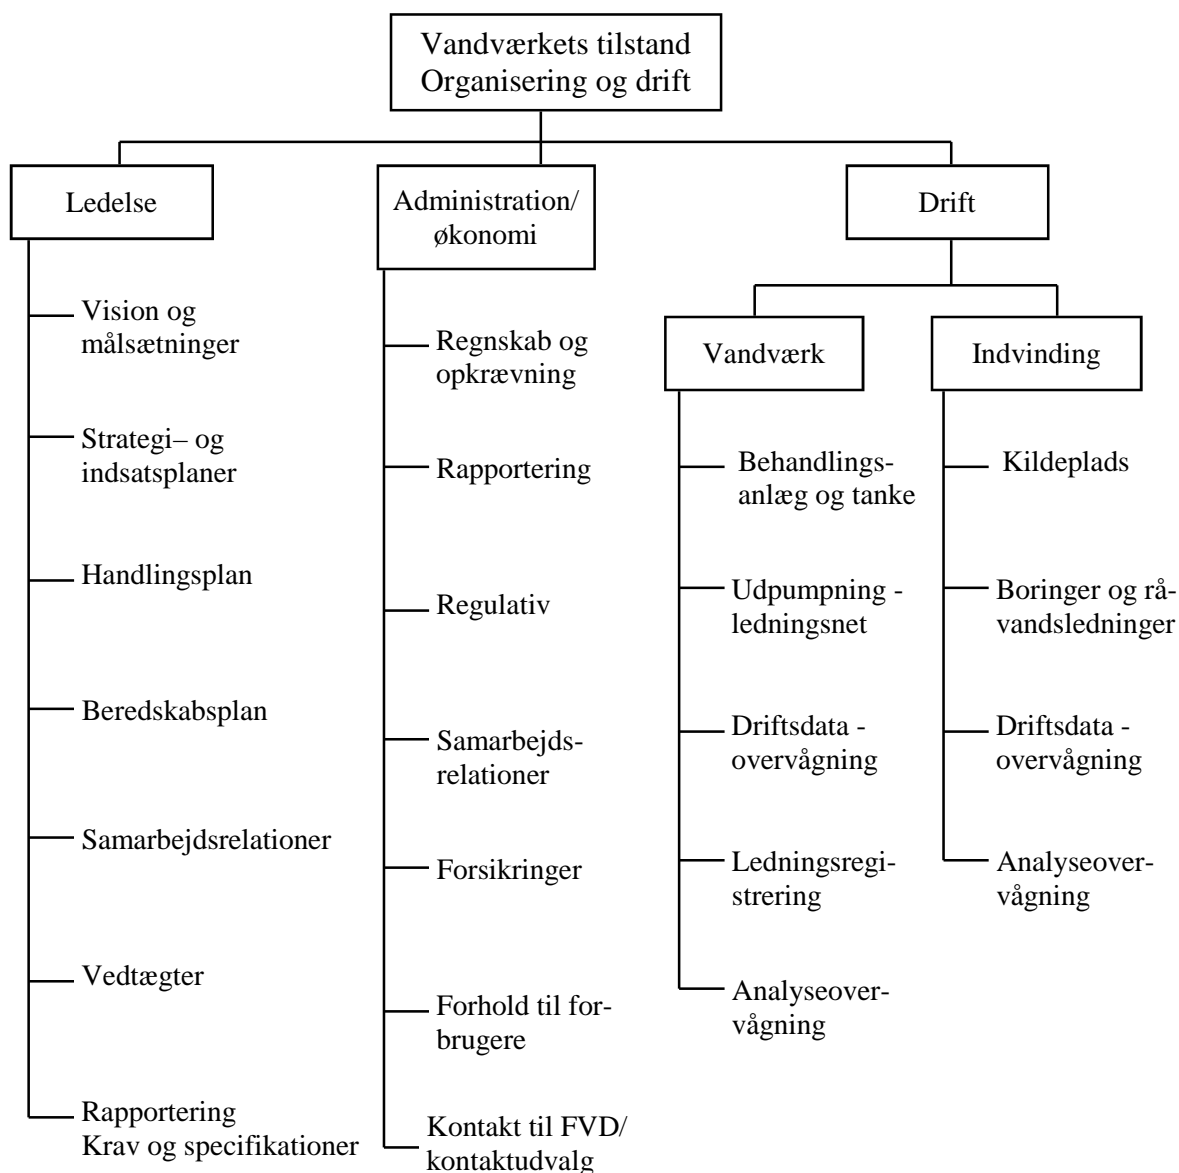 Vandværkets tilstand
Organisering og drift
Ledelse
Vision og
målsætninger
Strategi– og
indsatsplaner
Handlingsplan
Beredskabsplan
Samarbejdsrelationer
Vedtægter
Rapportering
Krav og specifikationer
Administration/
økonomi
Regnskab og
opkrævning
Rapportering
Regulativ
Samarbejds-
relationer
Forsikringer
Forhold til for-
brugere
Kontakt til FVD/
kontaktudvalg
Drift
Vandværk
Behandlings-
anlæg og tanke
Udpumpning -
ledningsnet
Driftsdata -
overvågning
Ledningsregi-
strering
Analyseover-
vågning
Indvinding
Kildeplads
Boringer og rå-
vandsledninger
Driftsdata -
overvågning
Analyseover-
vågning